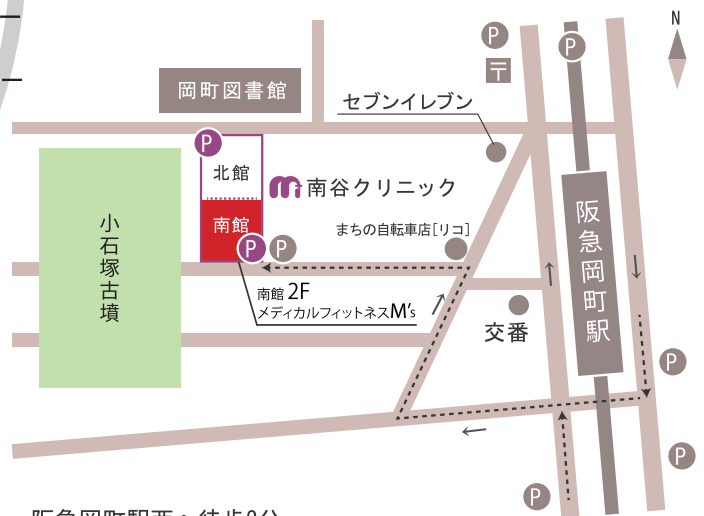 N
P
P
〒
岡町図書館
セブンイレブン
P
北館
南谷クリニック
南館
P
P
まちの自転車店[リコ]
小石塚古墳
阪急岡町駅
南館 2F
メディカルフィットネスM's
交番
P
P
P